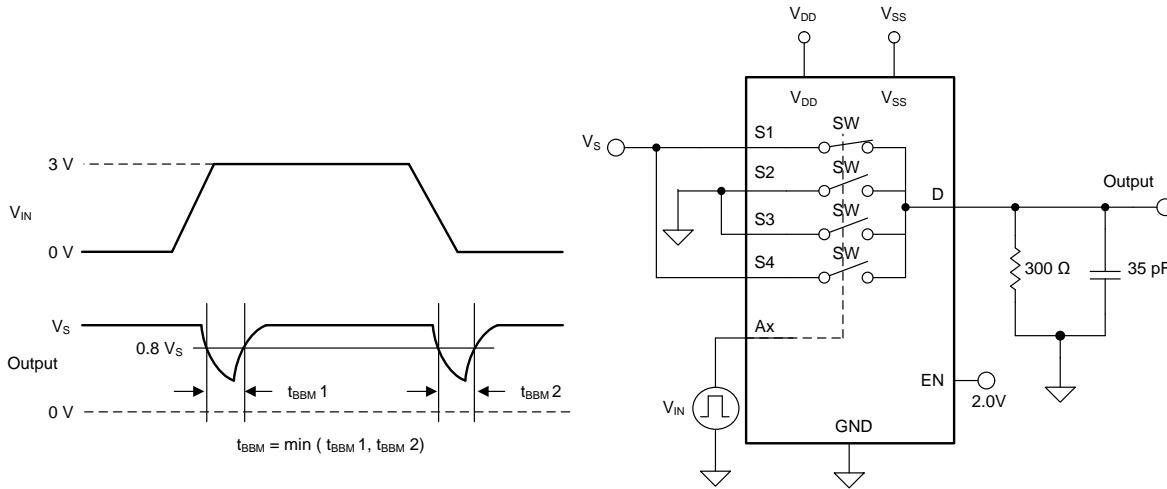 3 V
V_IN
0 V
V_S
0.8 V_S
Output
t_BBM 1
t_BBM 2
0 V
t_BBM = min ( t_BBM 1, t_BBM 2)
V_DD
V_SS
V_DD
V_SS
V_S
S1
SW
S2
SW
S3
SW
S4
SW
D
Output
300 Ω
35 pF
Ax
V_IN
EN
2.0V
GND